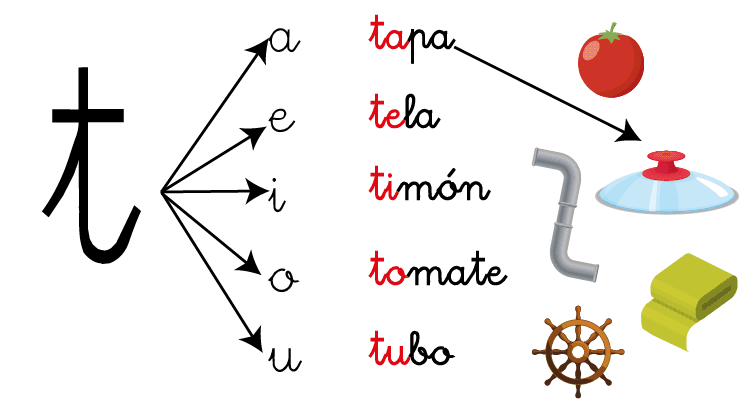 t
a tapa
e tela
i timón
o tomate
u tubo